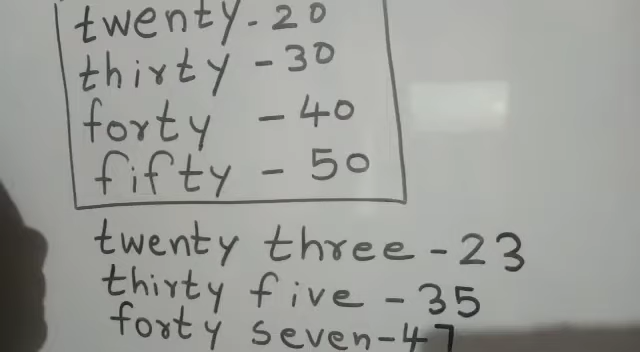 twenty - 20
thirty - 30
forty - 40
fifty - 50
twenty three - 23
thirty five - 35
forty seven - 47